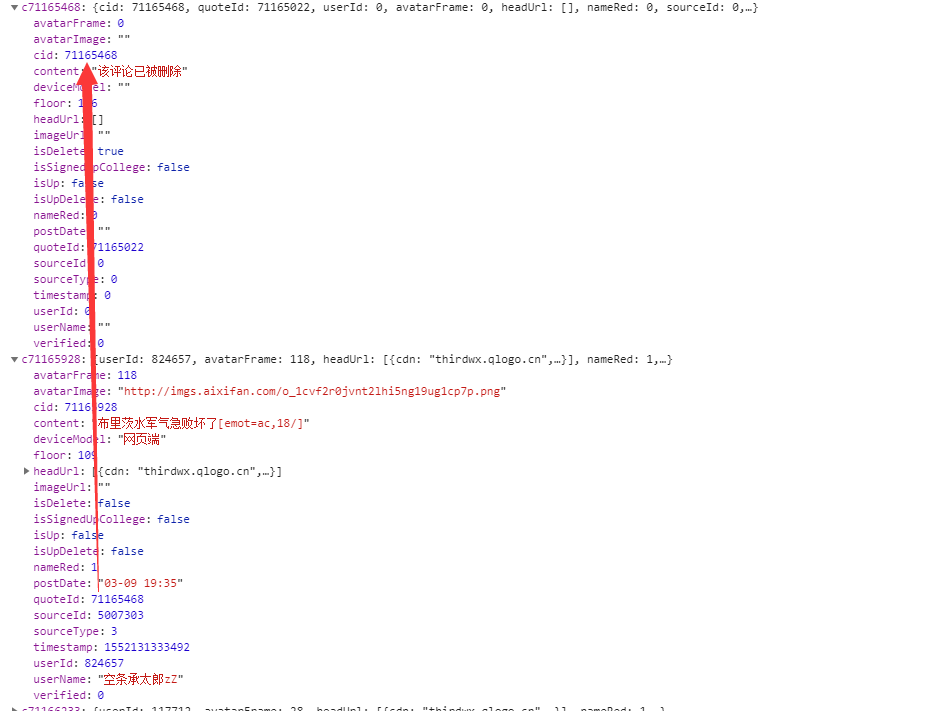 c71165468: {cid: 71165468, quoteId: 71165022, userId: 0, avatarFrame: 0, headUrl: [], nameRed: 0, sourceId: 0,…}
avatarFrame: 0
avatarImage: ""
cid: 71165468
content: "该评论已被删除"
deviceModel: ""
floor: 1 6
headUrl: []
imageUrl: ""
isDelete: true
isSignedUpCollege: false
isUp: false
isUpDelete: false
nameRed: 0
postDate: ""
quoteId: 71165022
sourceId: 0
sourceType: 0
timestamp: 0
userId: 0
userName: ""
verified: 0
c71165928: {userId: 824657, avatarFrame: 118, headUrl: [{cdn: "thirdwx.qlogo.cn",…}], nameRed: 1,…}
avatarFrame: 118
avatarImage: "http://imgs.aixifan.com/o_1cvf2r0jvnt2lhi5ng19ug1cp7p.png"
cid: 71165928
content: "布里茨水军气急败坏了[emot=ac,18/]"
deviceModel: "网页端"
floor: 109
headUrl: [{cdn: "thirdwx.qlogo.cn",…}]
imageUrl: ""
isDelete: false
isSignedUpCollege: false
isUp: false
isUpDelete: false
nameRed: 1
postDate: "03-09 19:35"
quoteId: 71165468
sourceId: 5007303
sourceType: 3
timestamp: 1552131333492
userId: 824657
userName: "空条承太郎zZ"
verified: 0
c71166233: {userId: 117712, avatarFrame: 28, headUrl: [{cdn: "thirdwx.qlogo.cn",…}], nameRed: 1,…}